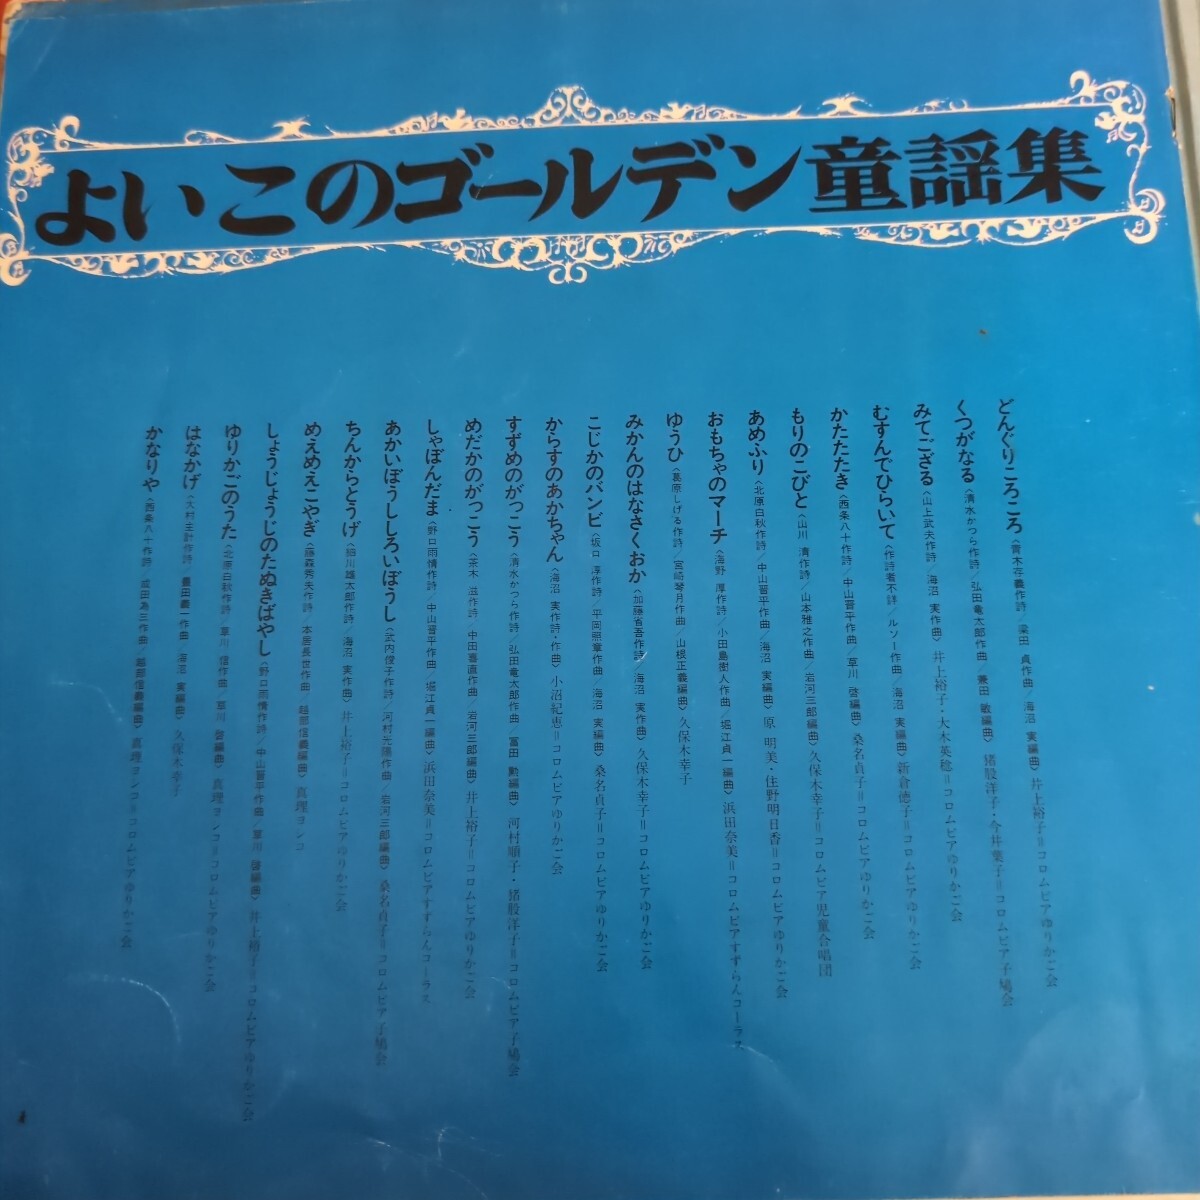 よいこのゴールデン童謡集
どんぐりころころ〈青木存義作詩/梁田 貞作曲/海沼 実編曲〉井上裕子＝コロムビアゆりかご会
くつがなる〈清水かつら作詩/弘田竜太郎作曲 兼田 敏編曲〉猪股洋子・今井葉子＝コロムビア子鳩会
みてござる〈山上武夫作詩/海沼 実作曲〉井上裕子・大木英稔＝コロムビアゆりかご会
むすんでひらいて〈作詩者不詳/ルソー作曲/海沼 実編曲〉新倉徳子＝コロムビアゆりかご会
かたたたき〈西条八十作詩/中山晋平作曲/草川 啓編曲〉桑名貞子＝コロムビアゆりかご会
もりのこびと〈山川 清作詩/山本雅之作曲/岩河三郎編曲〉久保木幸子＝コロムビア児童合唱団
あめふり〈北原白秋作詩/中山晋平作曲/海沼 実編曲〉原 明美・住野明日香＝コロムビアゆりかご会
おもちゃのマーチ〈海野 厚作詩/小田島樹人作曲/堀江貞一編曲〉浜田奈美＝コロムビアすずらんコーラス
ゆうひ〈葛原しげる作詩/宮崎琴月作曲/山根正義編曲〉久保木幸子
みかんのはなさくおか〈加藤省吾作詩/海沼 実作曲〉久保木幸子＝コロムビアゆりかご会
こじかのバンビ〈坂口 淳作詩/平岡照章作曲/海沼 実編曲〉桑名貞子＝コロムビアゆりかご会
からすのあかちゃん〈海沼 実作詩・作曲〉小沼紀恵＝コロムビアゆりかご会
すずめのがっこう〈清水かつら作詩/弘田竜太郎作曲 冨田 勲編曲〉河村順子・猪股洋子＝コロムビア子鳩会
めだかのがっこう〈茶木 滋作詩/中田喜直作曲/岩河三郎編曲〉井上裕子＝コロムビアゆりかご会
しゃぼんだま〈野口雨情作詩/中山晋平作曲/堀江貞一編曲〉浜田奈美＝コロムビアすずらんコーラス
あかいぼうししろいぼうし〈武内俊子作詩/河村光陽作曲/岩河三郎編曲〉桑名貞子＝コロムビア子鳩会
ちんからとうげ〈細川雄太郎作詩/海沼 実作曲〉井上裕子＝コロムビアゆりかご会
めえめえこやぎ〈藤森秀夫作詩/本居長世作曲/越部信義編曲〉真理ヨシコ
しょうじょうじのたぬきばやし〈野口雨情作詩/中山晋平作曲/草川 啓編曲〉井上裕子＝コロムビアゆりかご会
ゆりかごのうた〈北原白秋作詩/草川 信作曲/草川 啓編曲〉真理ヨシコ＝コロムビアゆりかご会
はなかげ〈大村主計作詩/豊田義一作曲 海沼 実編曲〉久保木幸子
かなりや〈西条八十作詩/成田為三作曲/越部信義編曲〉真理ヨシコ＝コロムビアゆりかご会